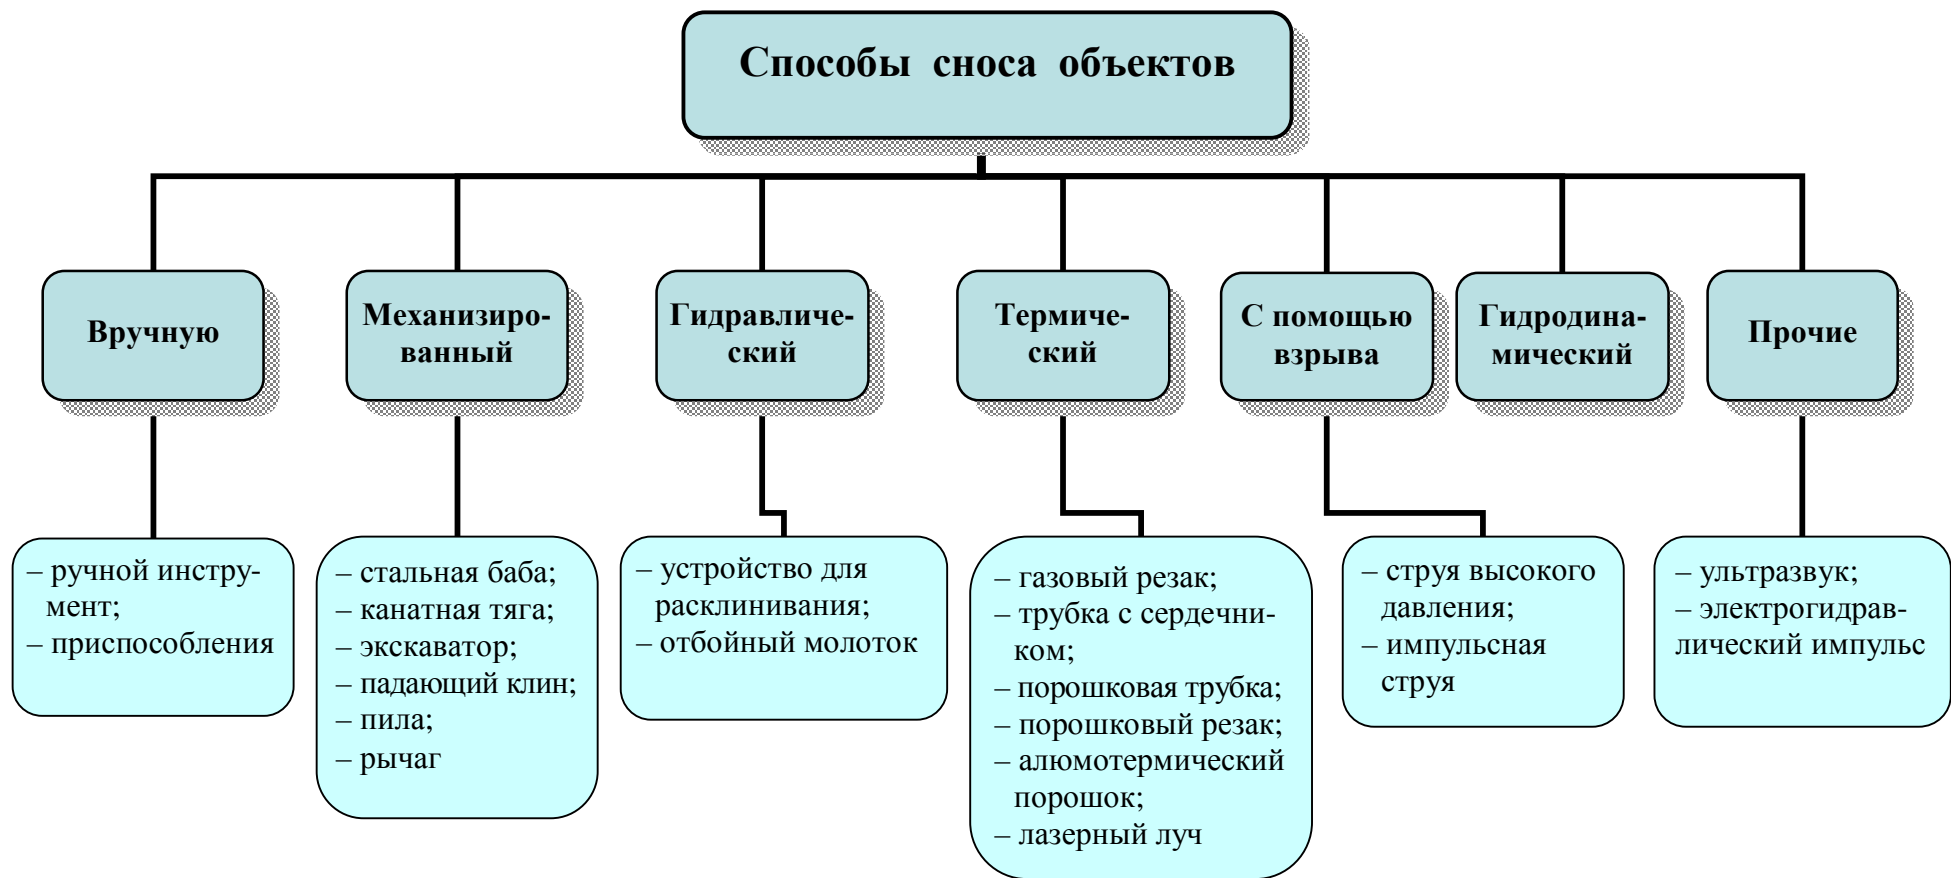 Способы сноса объектов
Вручную
Механизиро-
ванный
Гидравличе-
ский
Термиче-
ский
С помощью
взрыва
Гидродина-
мический
Прочие
– ручной инстру-
мент;
– приспособления
– стальная баба;
– канатная тяга;
– экскаватор;
– падающий клин;
– пила;
– рычаг
– устройство для
расклинивания;
– отбойный молоток
– газовый резак;
– трубка с сердечни-
ком;
– порошковая трубка;
– порошковый резак;
– алюмотермический
порошок;
– лазерный луч
– струя высокого
давления;
– импульсная
струя
– ультразвук;
– электрогидрав-
лический импульс